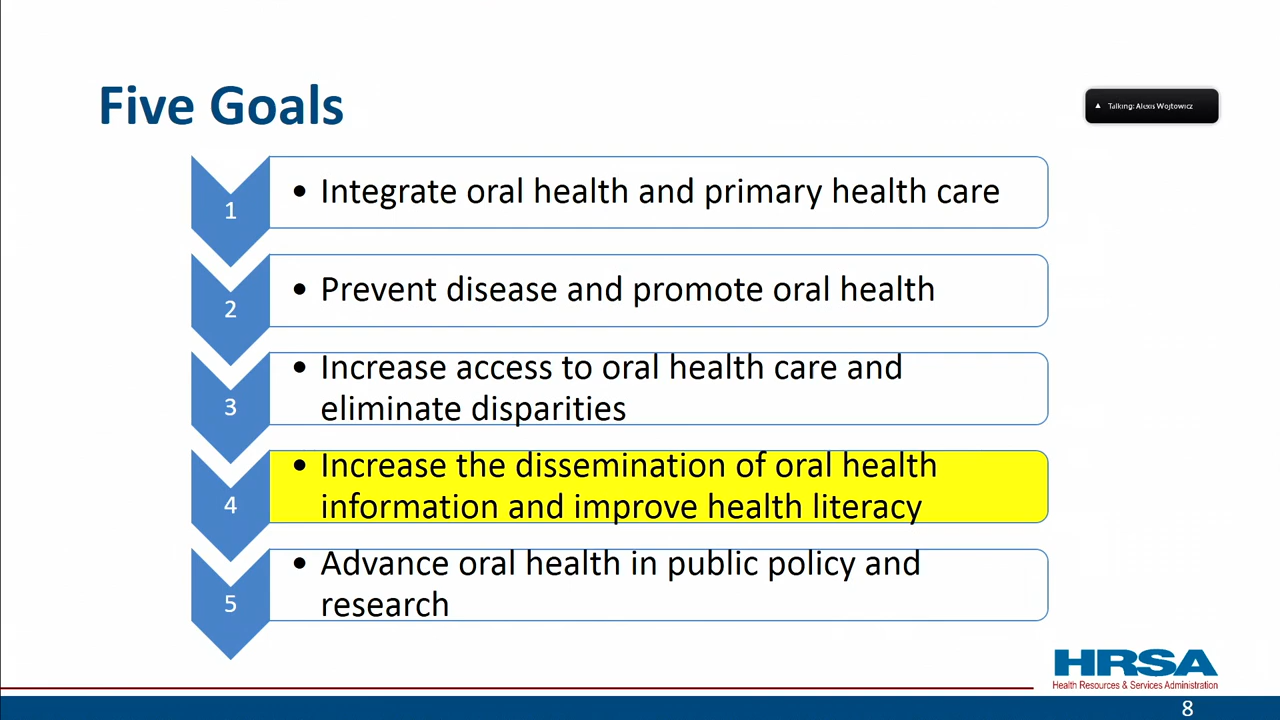 Five Goals
▲ Talking: Alexis Wojtowicz
1
• Integrate oral health and primary health care
2
• Prevent disease and promote oral health
3
• Increase access to oral health care and
eliminate disparities
4
• Increase the dissemination of oral health
information and improve health literacy
5
• Advance oral health in public policy and
research
HRSA
Health Resources & Services Administration
8